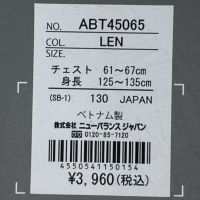 NO. ABT45065
COL. LEN
SIZE.
チェスト 61～67cm
身長 125～135cm
(SB-1) 130 JAPAN
ベトナム製
株式会社 ニューバランス ジャパン
0120-85-7120
4550541150154
¥3,960(税込)